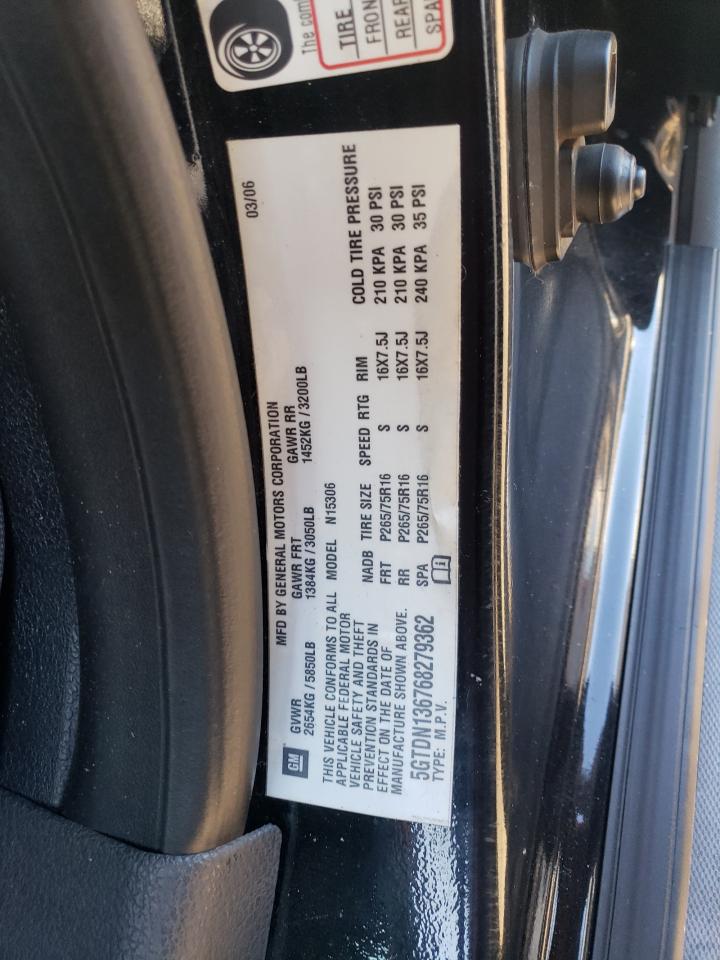 The com
TIRE
FRON
REAR
SPA
03/06
MFD BY GENERAL MOTORS CORPORATION
GVWR GAWR FRT GAWR RR
2654KG / 5850LB 1384KG / 3050LB 1452KG / 3200LB
GM
THIS VEHICLE CONFORMS TO ALL
APPLICABLE FEDERAL MOTOR
VEHICLE SAFETY AND THEFT
PREVENTION STANDARDS IN
EFFECT ON THE DATE OF
MANUFACTURE SHOWN ABOVE.
5GTDN136768279362
TYPE: M.P.V.
MODEL N15306
NADB TIRE SIZE SPEED RTG RIM COLD TIRE PRESSURE
FRT P265/75R16 S 16X7.5J 210 KPA 30 PSI
RR P265/75R16 S 16X7.5J 210 KPA 30 PSI
SPA P265/75R16 S 16X7.5J 240 KPA 35 PSI